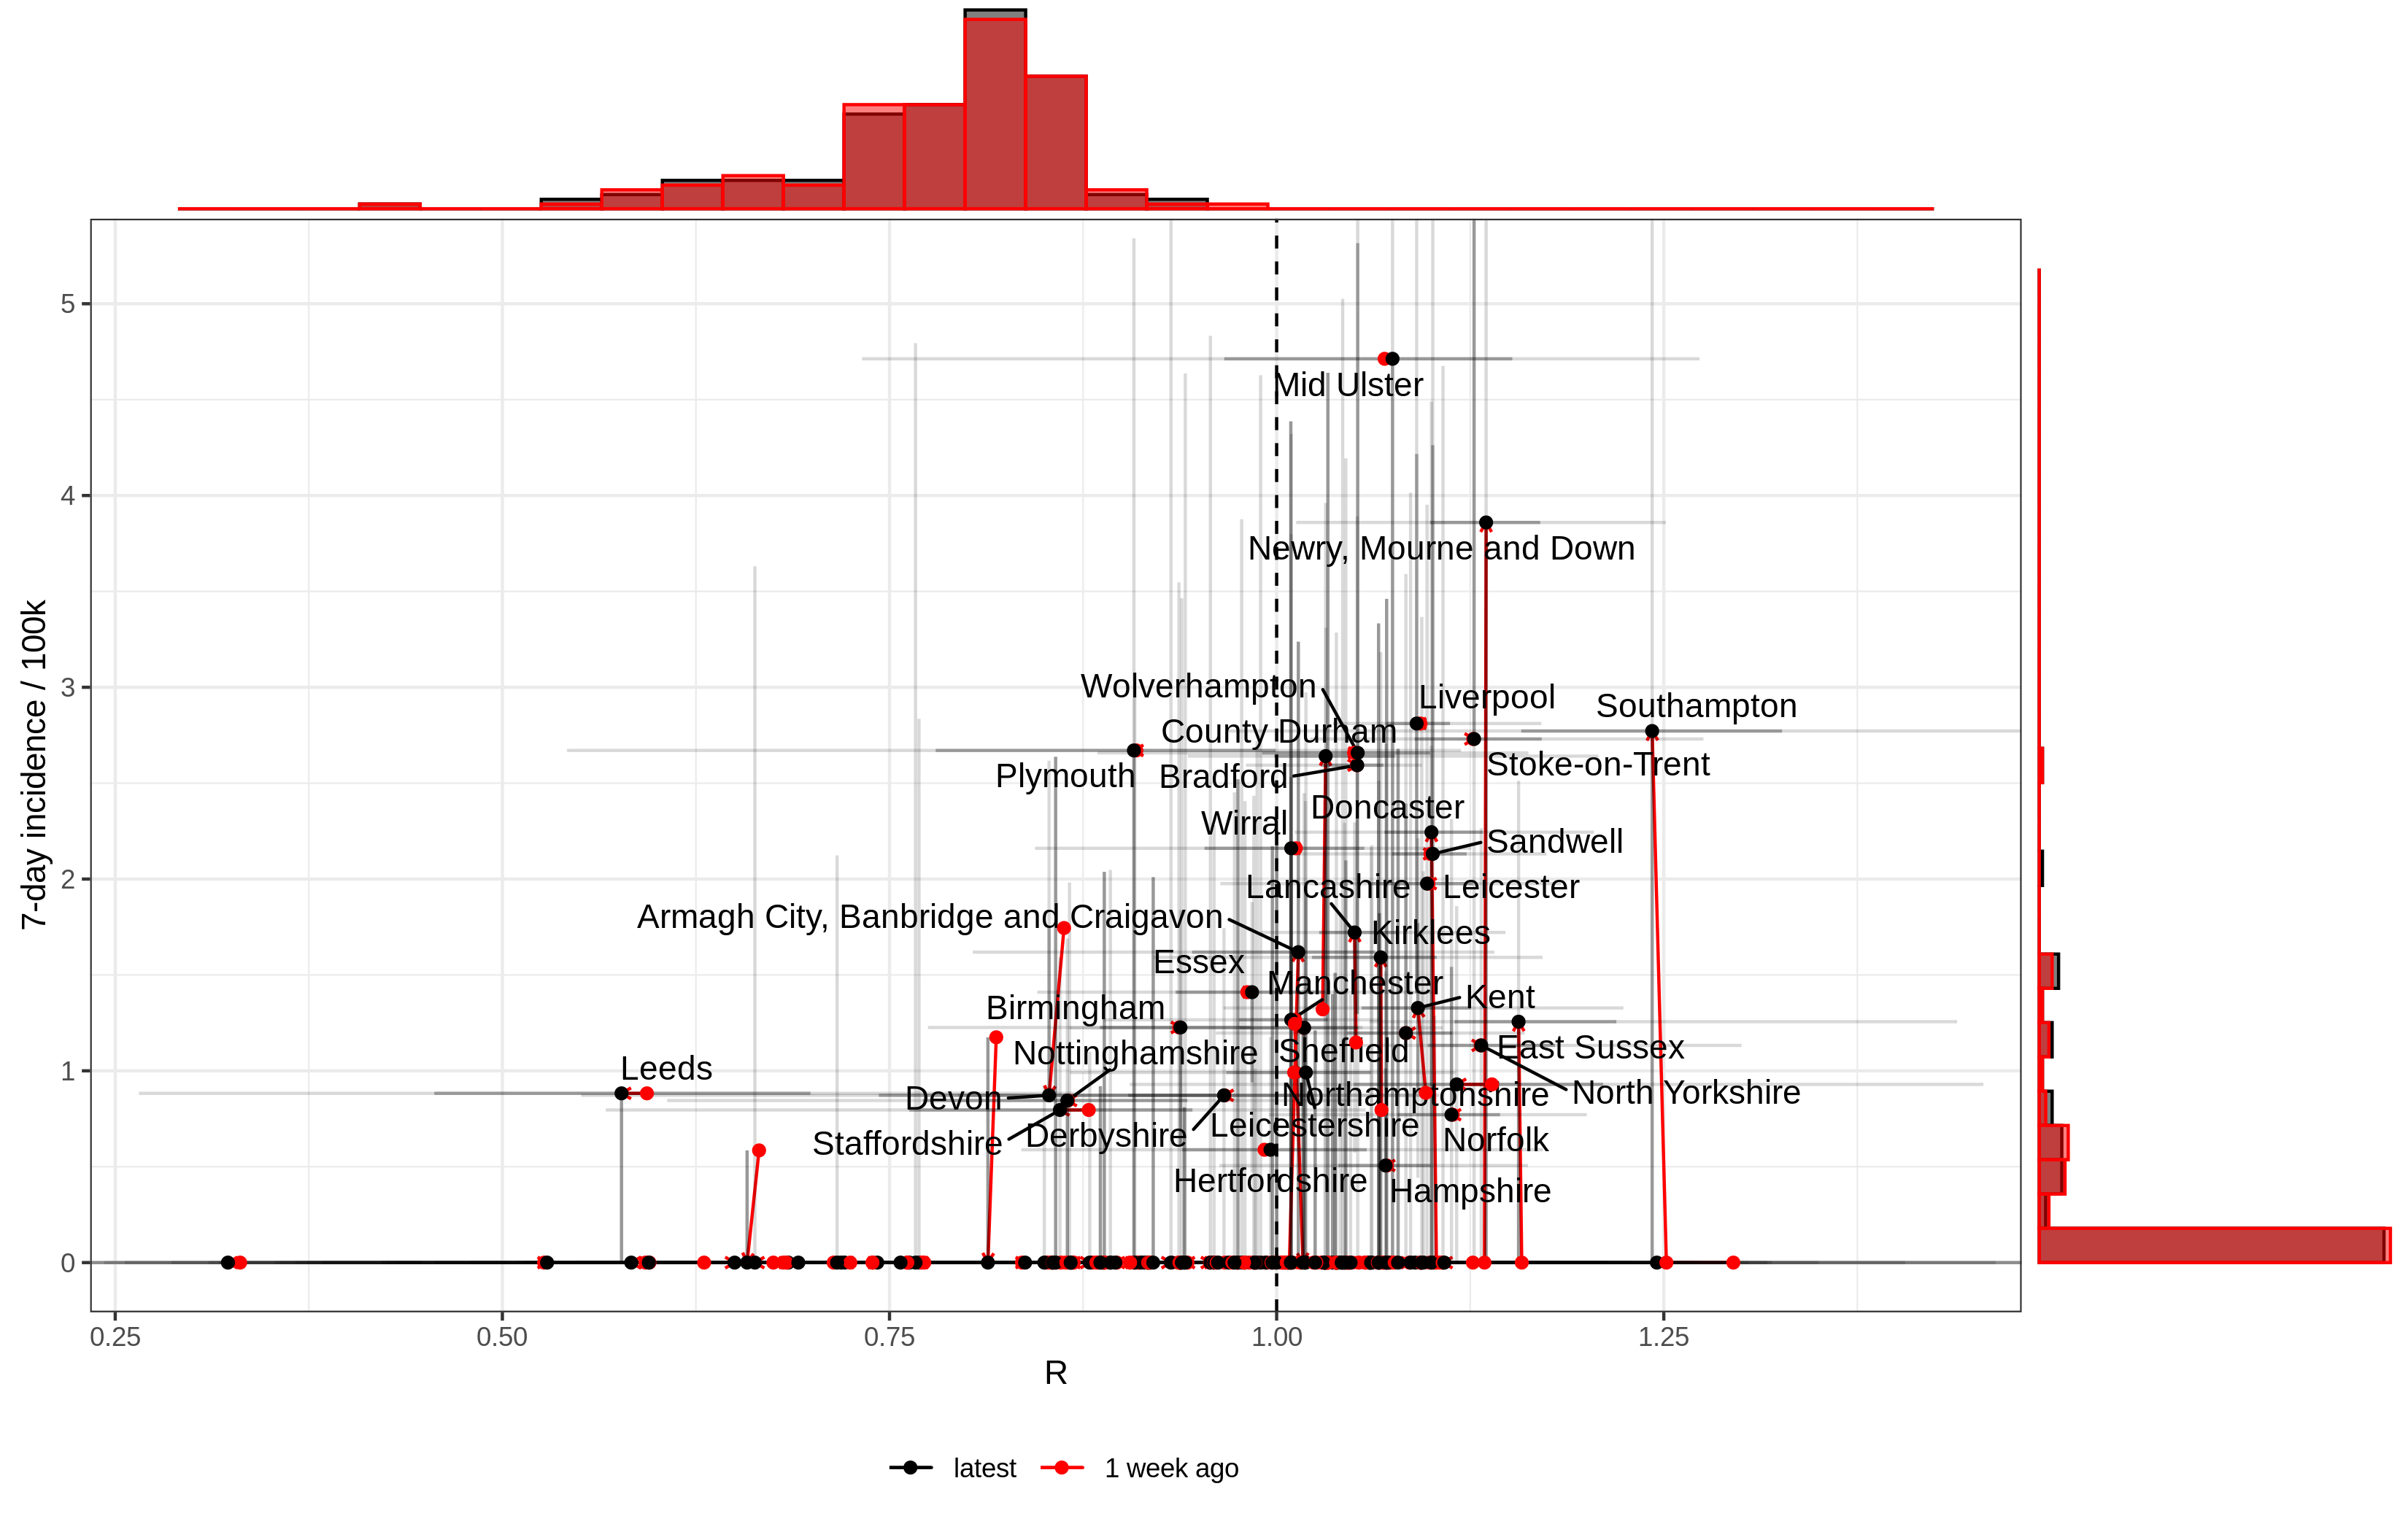 5
4
3
2
1
0
7-day incidence / 100k
Mid Ulster
Newry, Mourne and Down
Wolverhampton
Liverpool
Southampton
County Durham
Plymouth
Bradford
Stoke-on-Trent
Doncaster
Wirral
Sandwell
Lancashire
Leicester
Armagh City, Banbridge and Craigavon
Kirklees
Essex
Manchester
Kent
Birmingham
Nottinghamshire
Sheffield
East Sussex
Leeds
Devon
Northamptonshire
North Yorkshire
Staffordshire
Derbyshire
Leicestershire
Norfolk
Hertfordshire
Hampshire
0.25
0.50
0.75
1.00
1.25
R
latest
1 week ago